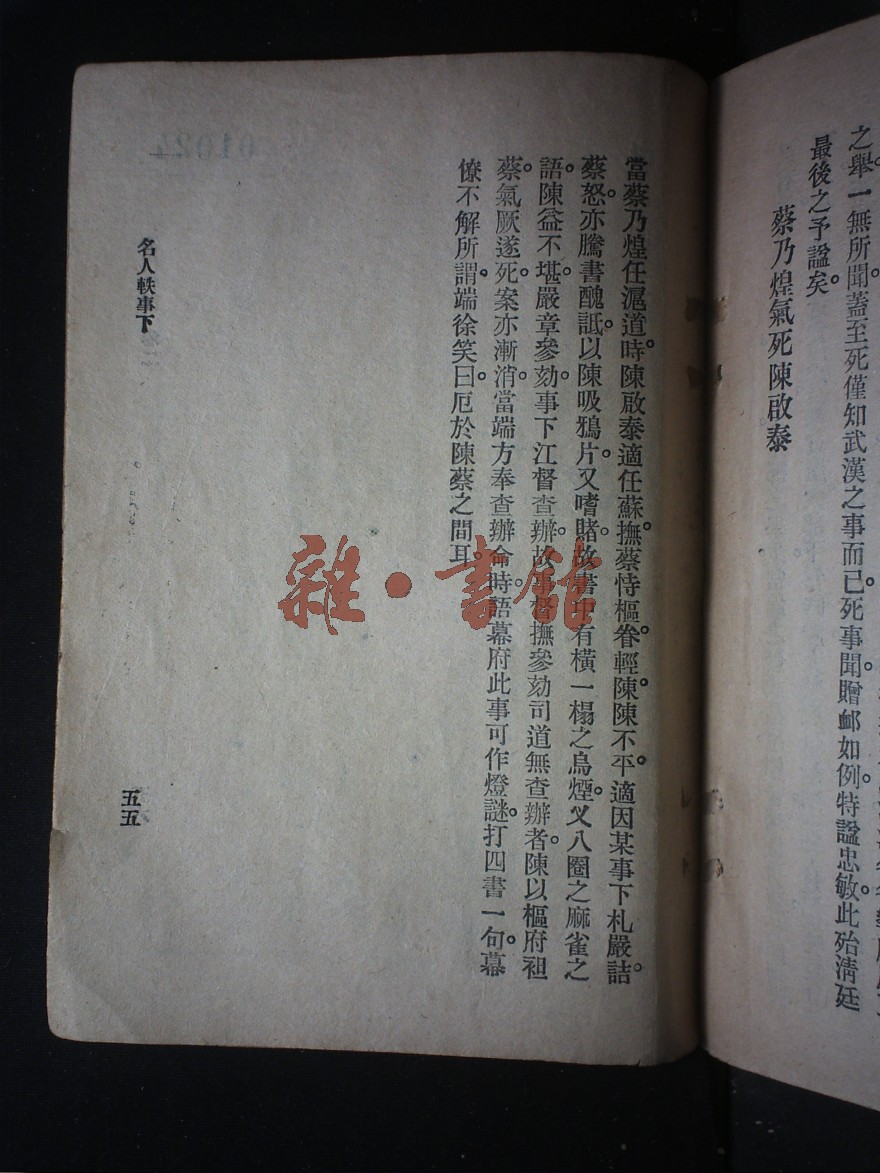 之舉一無所聞。蓋至死僅知武漢之事而已。死事聞。贈卹如例。特諡忠敏。此殆淸廷
最後之予諡矣。
蔡乃煌氣死陳啟泰
當蔡乃煌任滬道時。陳啟泰適任蘇撫。蔡恃樞眷輕陳。陳不平。適因某事下札嚴詰。
蔡怒。亦騰書醜詆。以陳吸鴉片。又嗜賭。故書中有橫一榻之烏煙。叉八圈之麻雀之
語。陳益不堪。嚴章參劾。事下江督查辦。故事督撫參劾司道無查辦者。陳以樞府袒
蔡。氣厥遂死。案亦漸消。當端方奉查辦命時。語幕府此事可作燈謎。打四書一句。幕
僚不解所謂。端徐笑曰。厄於陳蔡之間耳。
名人軼事下
五五
01024
雜·書館